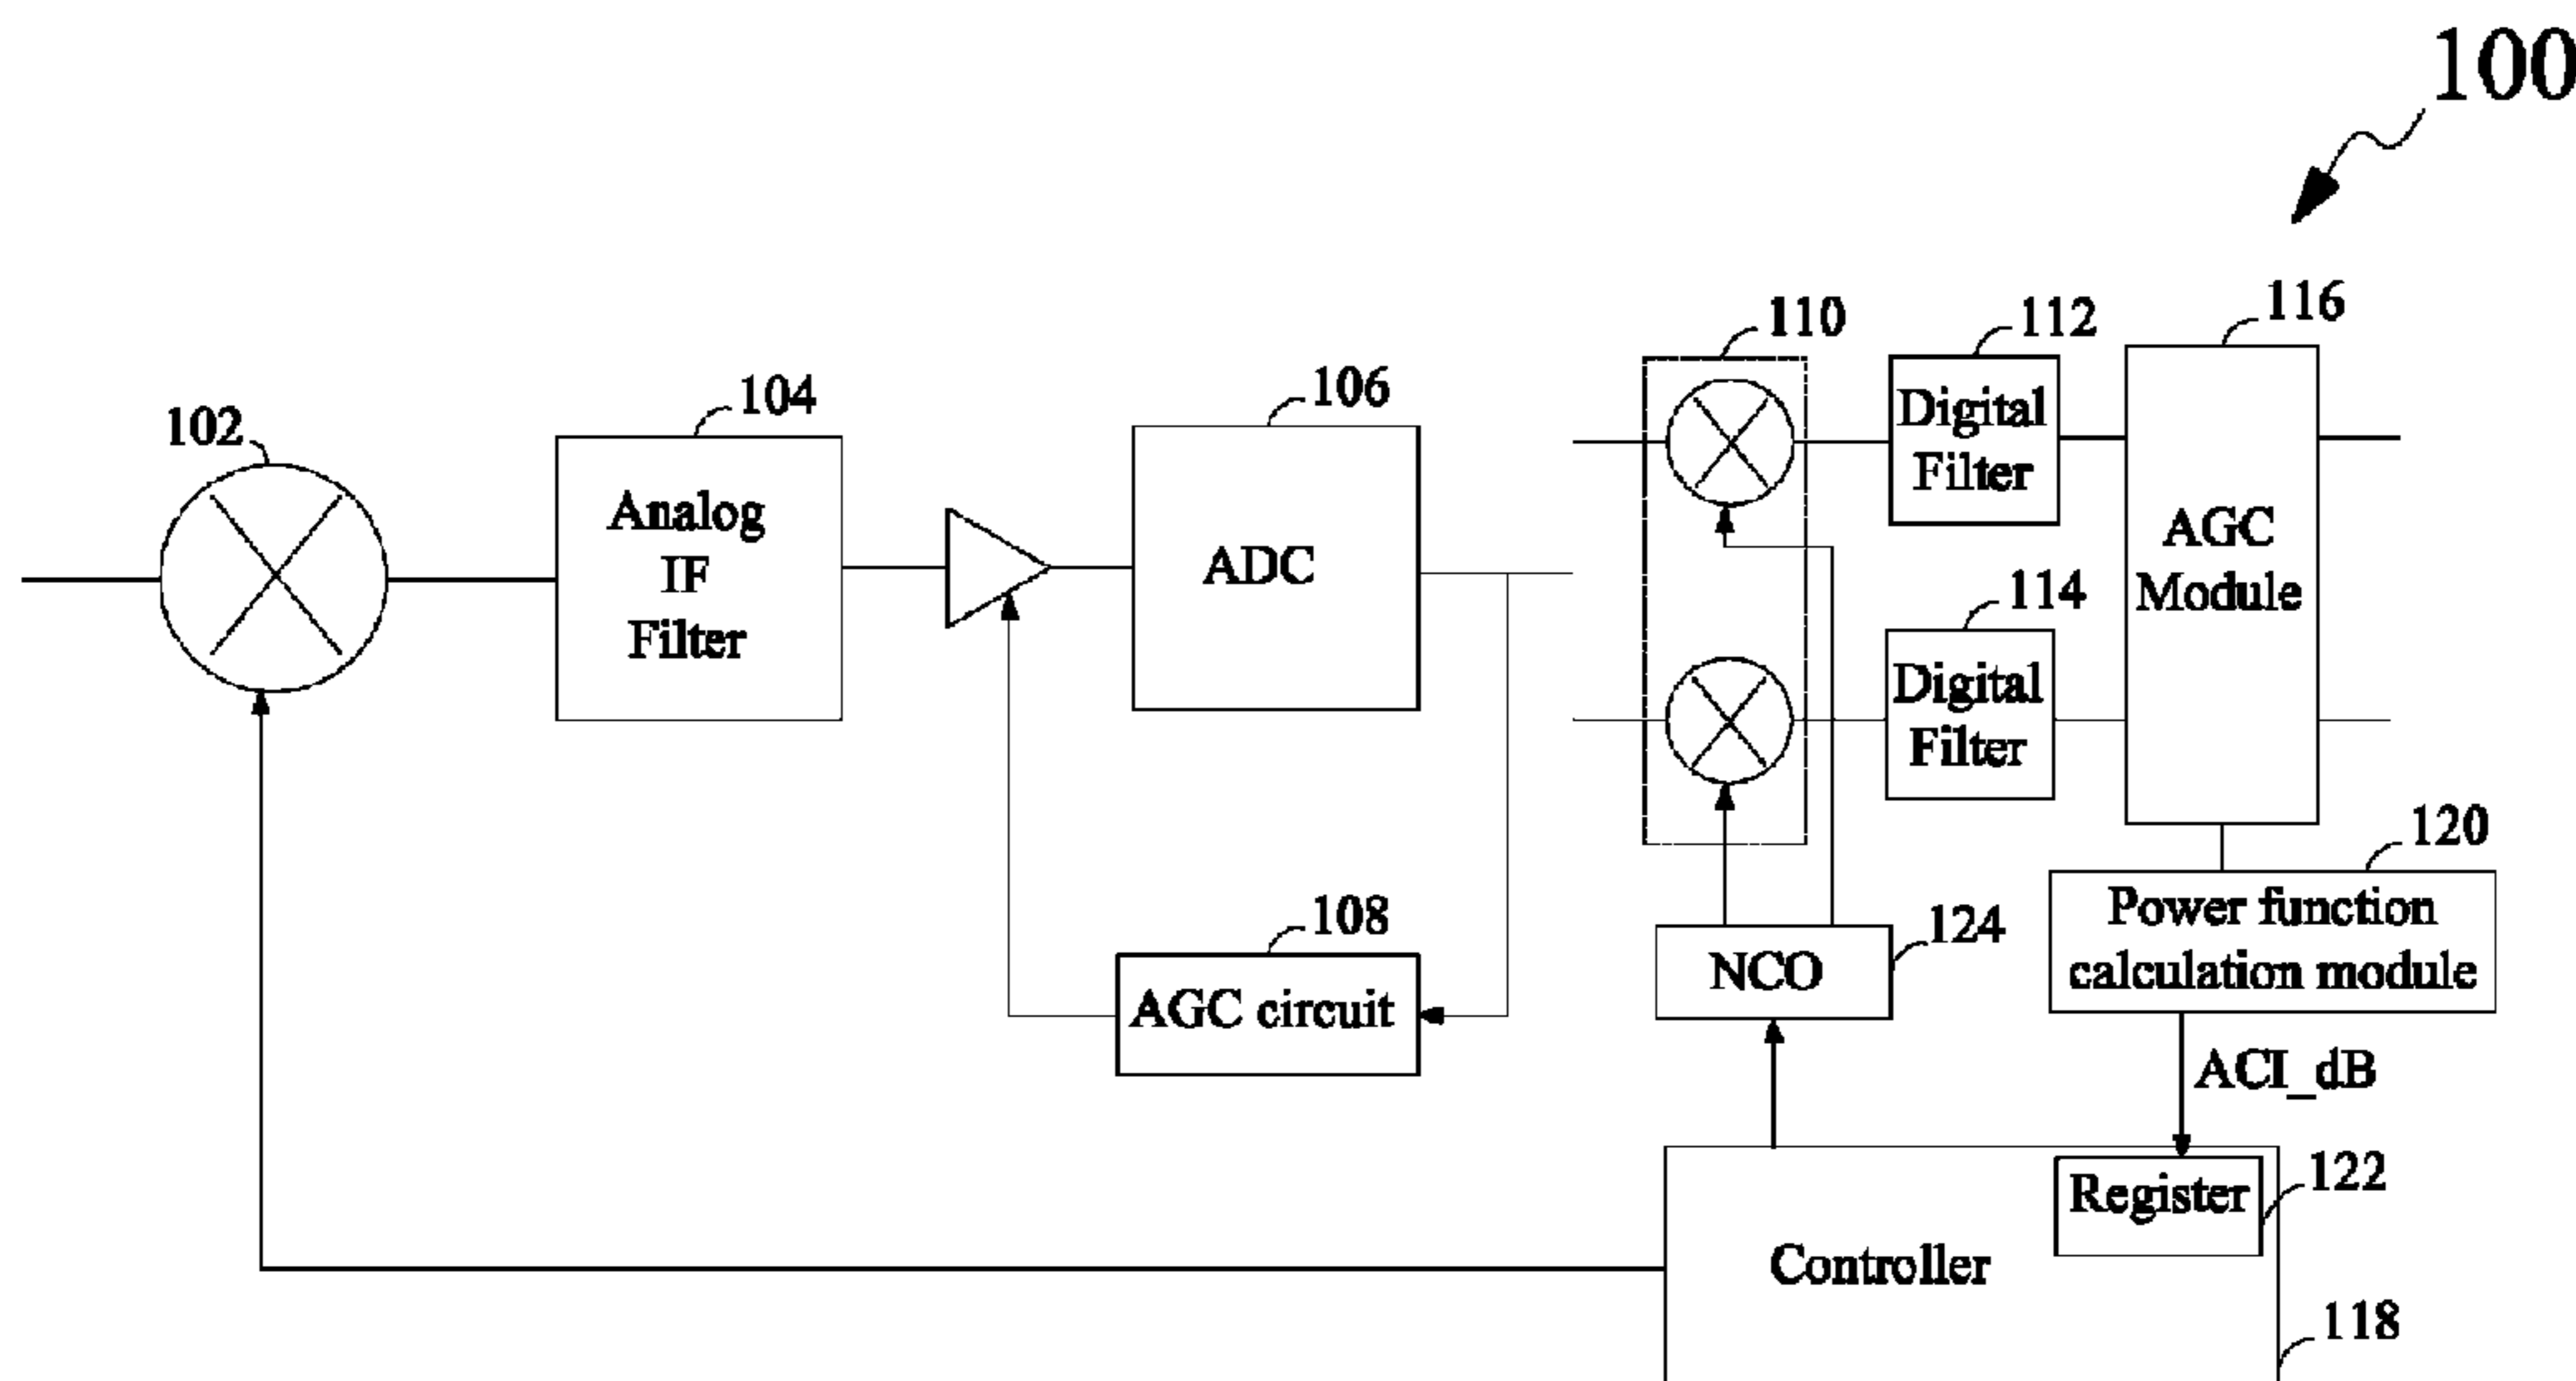 100
102
104
Analog
IF
Filter
106
ADC
108
AGC circuit
110
112
Digital
Filter
114
Digital
Filter
116
AGC
Module
120
Power function
calculation module
124
NCO
ACI_dB
Register
122
Controller
118